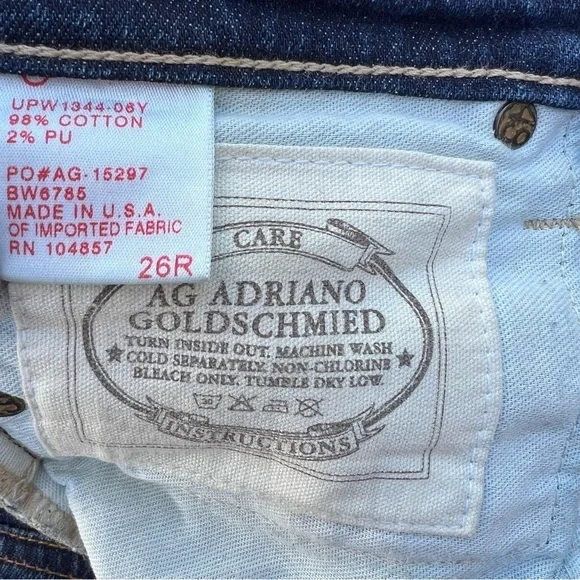 UPW1344-06Y
98% COTTON
2% PU
PO#AG-15297
BW6785
MADE IN U.S.A.
OF IMPORTED FABRIC
RN 104857
26R
CARE
AG ADRIANO
GOLDSCHMIED
TURN INSIDE OUT. MACHINE WASH
COLD SEPARATELY. NON-CHLORINE
BLEACH ONLY. TUMBLE DRY LOW.
INSTRUCTIONS